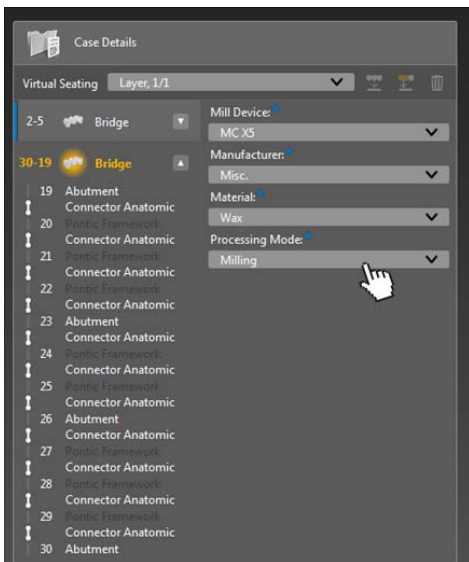 Case Details
Virtual Seating Layer, 1/1
2-5 Bridge
30-19 Bridge
19 Abutment
Connector Anatomic
20 Pontic Framework
Connector Anatomic
21 Pontic Framework
Connector Anatomic
22 Pontic Framework
Connector Anatomic
23 Abutment
Connector Anatomic
24 Pontic Framework
Connector Anatomic
25 Pontic Framework
Connector Anatomic
26 Abutment
Connector Anatomic
27 Pontic Framework
Connector Anatomic
28 Pontic Framework
Connector Anatomic
29 Pontic Framework
Connector Anatomic
30 Abutment
Mill Device:*
MC X5
Manufacturer:*
Misc.
Material:*
Wax
Processing Mode:*
Milling